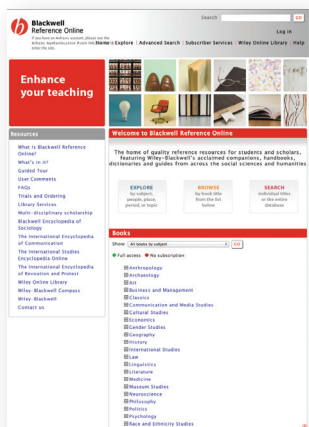 Blackwell
Reference Online
Search
GO
Log in
If you have an Athens account, please use the
enter the site.
Home | Explore | Advanced Search | Subscriber Services | Wiley Online Library | Help
Enhance
your teaching
Resources
What is Blackwell Reference
Online?
What's in it?
Guided Tour
User Comments
FAQs
Trials and Ordering
Library Services
Multi-disciplinary scholarship
Blackwell Encyclopedia of
Sociology
The International Encyclopedia
of Communication
The International Studies
Encyclopedia Online
The International Encyclopedia
of Revolution and Protest
Wiley Online Library
Wiley-Blackwell Compass
Wiley-Blackwell
Contact us
Welcome to Blackwell Reference Online
The home of quality reference resources for students and scholars,
featuring Wiley-Blackwell's acclaimed companions, handbooks,
dictionaries and guides from across the social sciences and humanities
EXPLORE
by subject,
people, place,
period, or topic
BROWSE
by book title
from the list
below
SEARCH
individual titles
or the entire
database
Books
Show All books by subject GO
Full access No subscription
Anthropology
Archaeology
Art
Business and Management
Classics
Communication and Media Studies
Cultural Studies
Economics
Gender Studies
Geography
History
International Studies
Law
Linguistics
Literature
Medicine
Museum Studies
Neuroscience
Philosophy
Politics
Psychology
Race and Ethnicity Studies